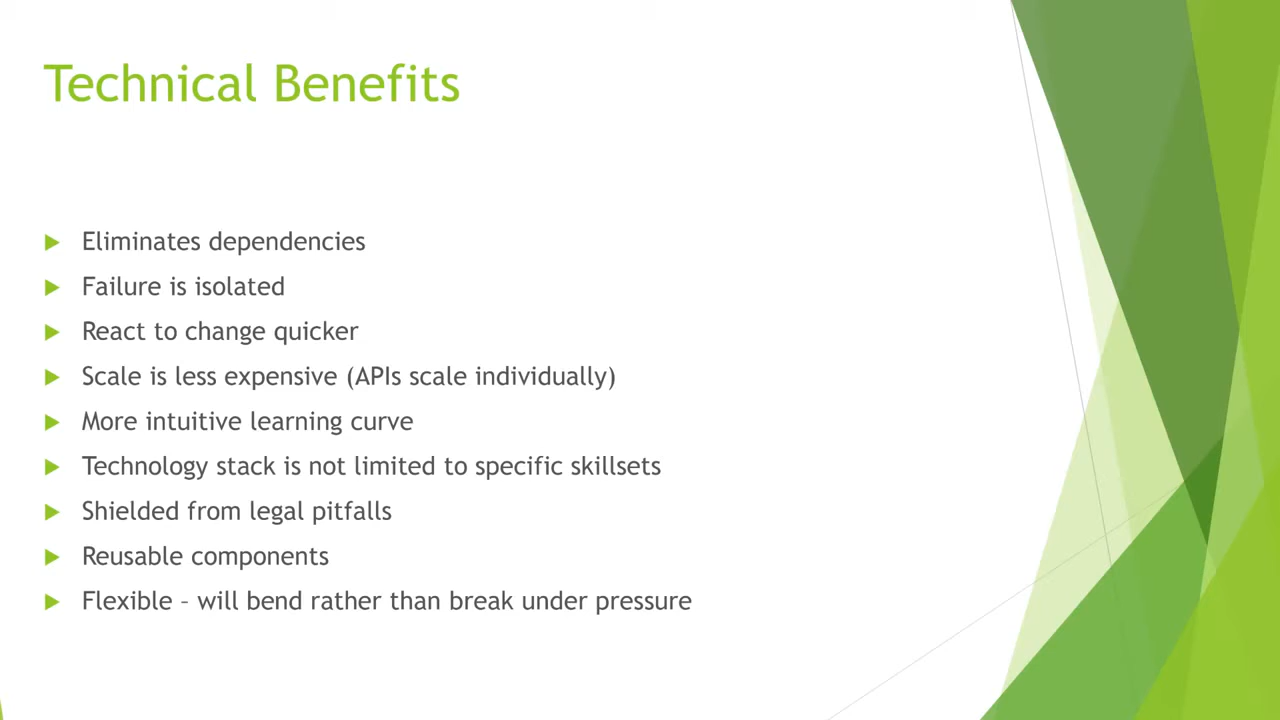 Technical Benefits
Eliminates dependencies
Failure is isolated
React to change quicker
Scale is less expensive (APIs scale individually)
More intuitive learning curve
Technology stack is not limited to specific skillsets
Shielded from legal pitfalls
Reusable components
Flexible – will bend rather than break under pressure